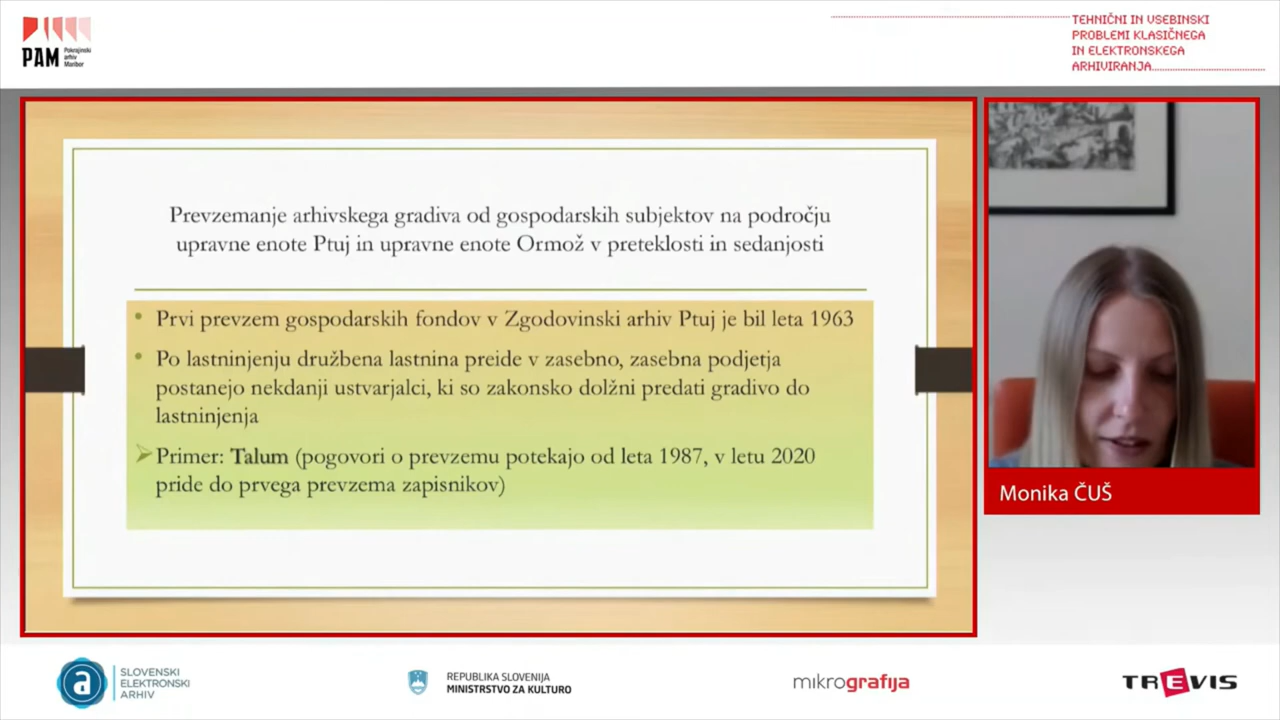 PAM
Pokrajinski
arhiv
Maribor
TEHNIČNI IN VSEBINSKI
PROBLEMI KLASIČNEGA
IN ELEKTRONSKEGA
ARHIVIRANJA
Prevzemanje arhivskega gradiva od gospodarskih subjektov na področju
upravne enote Ptuj in upravne enote Ormož v preteklosti in sedanjosti
• Prvi prevzem gospodarskih fondov v Zgodovinski arhiv Ptuj je bil leta 1963
• Po lastninjenju družbena lastnina preide v zasebno, zasebna podjetja
postanejo nekdanji ustvarjalci, ki so zakonsko dolžni predati gradivo do
lastninjenja
➢ Primer: Talum (pogovori o prevzemu potekajo od leta 1987, v letu 2020
pride do prvega prevzema zapisnikov)
Monika ČUŠ
a
SLOVENSKI
ELEKTRONSKI
ARHIV
REPUBLIKA SLOVENIJA
MINISTRSTVO ZA KULTURO
mikrografija
TREVIS